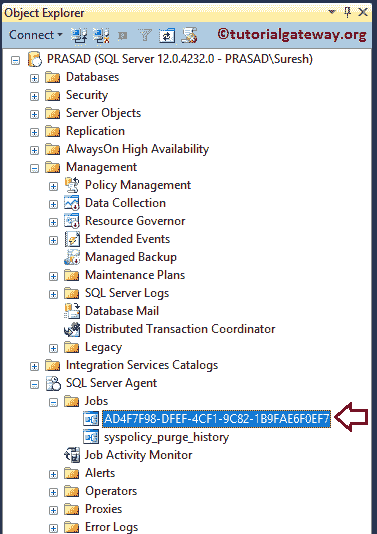 Object Explorer
Connect
©tutorialgateway.org
PRASAD (SQL Server 12.0.4232.0 - PRASAD\Suresh)
Databases
Security
Server Objects
Replication
AlwaysOn High Availability
Management
Policy Management
Data Collection
Resource Governor
Extended Events
Managed Backup
Maintenance Plans
SQL Server Logs
Database Mail
Distributed Transaction Coordinator
Legacy
Integration Services Catalogs
SQL Server Agent
Jobs
AD4F7F98-DFEF-4CF1-9C82-1B9FAE6F0EF7
syspolicy_purge_history
Job Activity Monitor
Alerts
Operators
Proxies
Error Logs